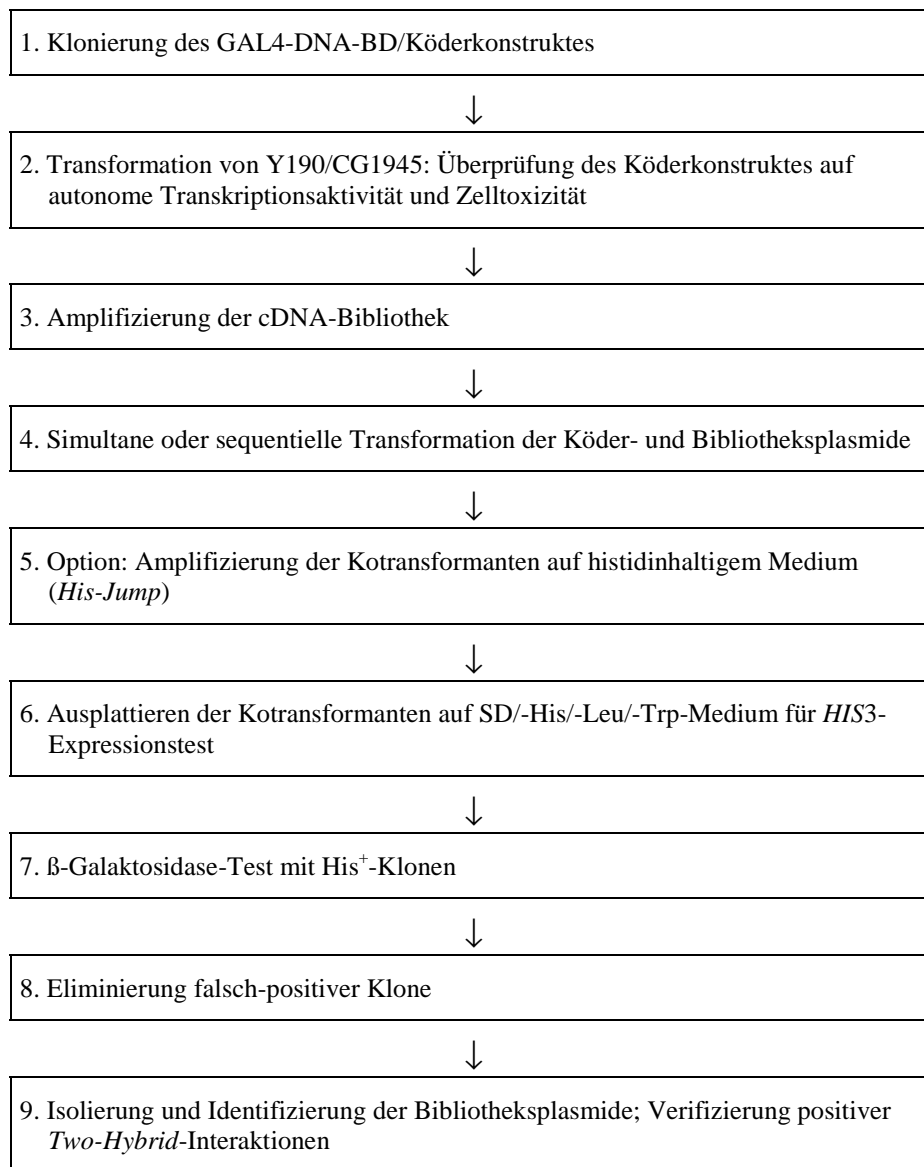 1. Klonierung des GAL4-DNA-BD/Köderkonstruktes
↓
2. Transformation von Y190/CG1945: Überprüfung des Köderkonstruktes auf
autonome Transkriptionsaktivität und Zelltoxizität
↓
3. Amplifizierung der cDNA-Bibliothek
↓
4. Simultane oder sequentielle Transformation der Köder- und Bibliotheksplasmide
↓
5. Option: Amplifizierung der Kotransformanten auf histidinhaltigem Medium
(His-Jump)
↓
6. Ausplattieren der Kotransformanten auf SD/-His/-Leu/-Trp-Medium für HIS3-
Expressionstest
↓
7. ß-Galaktosidase-Test mit His⁺-Klonen
↓
8. Eliminierung falsch-positiver Klone
↓
9. Isolierung und Identifizierung der Bibliotheksplasmide; Verifizierung positiver
Two-Hybrid-Interaktionen